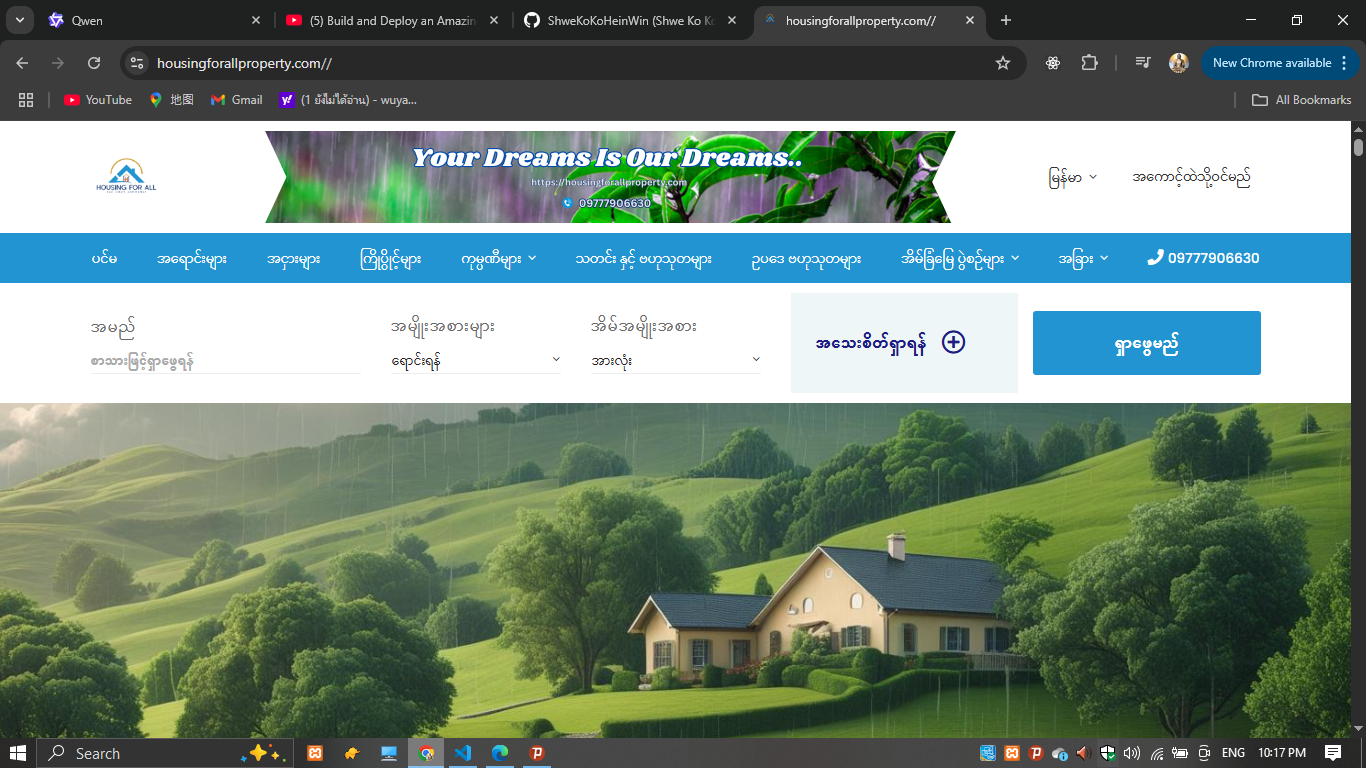 Qwen
(5) Build and Deploy an Amazin
ShweKoKoHeinWin (Shwe Ko Ko
housingforallproperty.com//
housingforallproperty.com//
New Chrome available
YouTube
地图
Gmail
(1 ยังไม่ได้อ่าน) - wuya...
All Bookmarks
HOUSING FOR ALL
Your Dreams Is Our Dreams..
https://housingforallproperty.com
09777906630
မြန်မာ
အကောင့်ထဲသို့ဝင်မည်
ပင်မ
အရောင်းများ
အငှားများ
ကြိုပွိုင့်များ
ကုမ္ပဏီများ
သတင်း နှင့် ဗဟုသုတများ
ဥပဒေ ဗဟုသုတများ
အိမ်ခြံမြေ ပွဲစဉ်များ
အခြား
09777906630
အမည်
အမျိုးအစားများ
အိမ်အမျိုးအစား
အသေးစိတ်ရှာရန်
ရှာဖွေမည်
စာသားဖြင့်ရှာဖွေရန်
ရောင်းရန်
အားလုံး
Search
ENG
10:17 PM